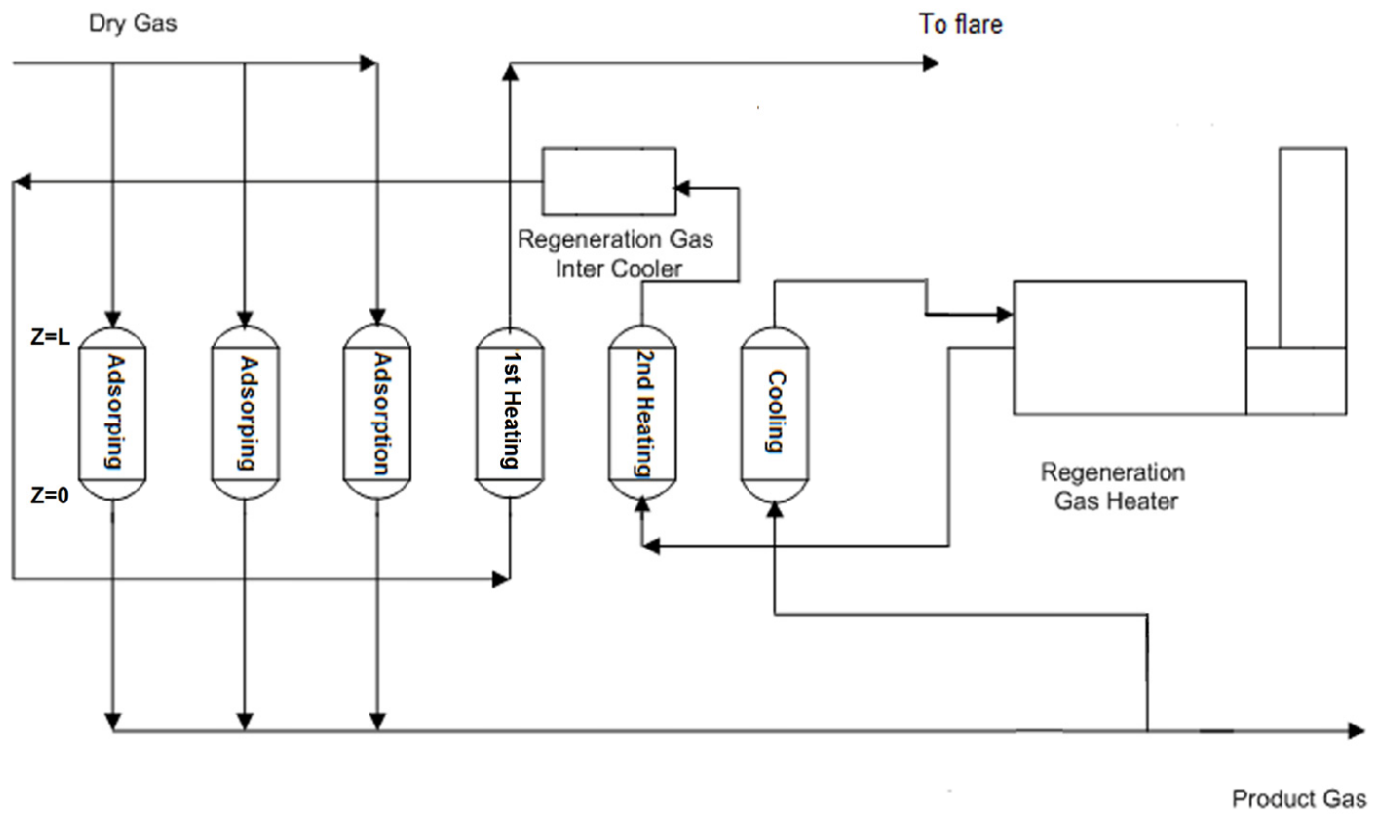 Dry Gas
To flare
Regeneration Gas
Inter Cooler
Z=L
Adsorping
Adsorping
Adsorption
1st Heating
2nd Heating
Cooling
Z=0
Regeneration
Gas Heater
Product Gas